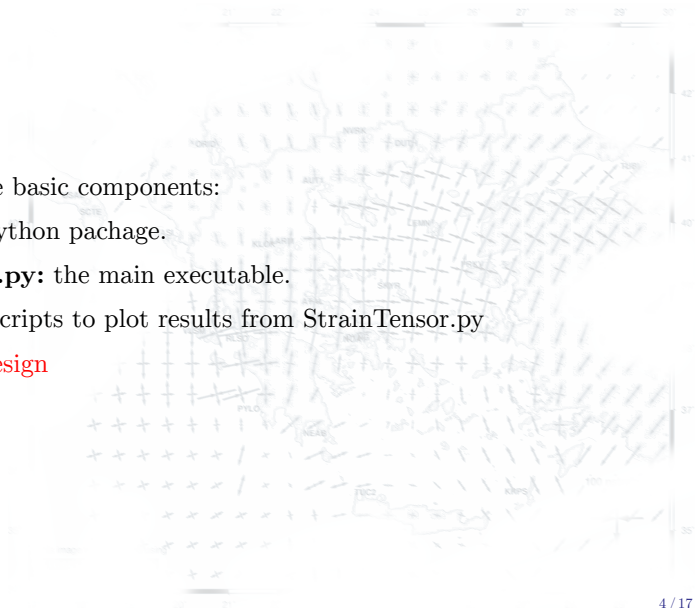 e basic components:
ython pachage.
.py: the main executable.
cripts to plot results from StrainTensor.py
esign
4 / 17